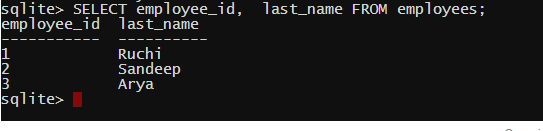 sqlite> SELECT employee_id,  last_name FROM employees;
employee_id  last_name
-----------  ----------
1            Ruchi
2            Sandeep
3            Arya
sqlite>